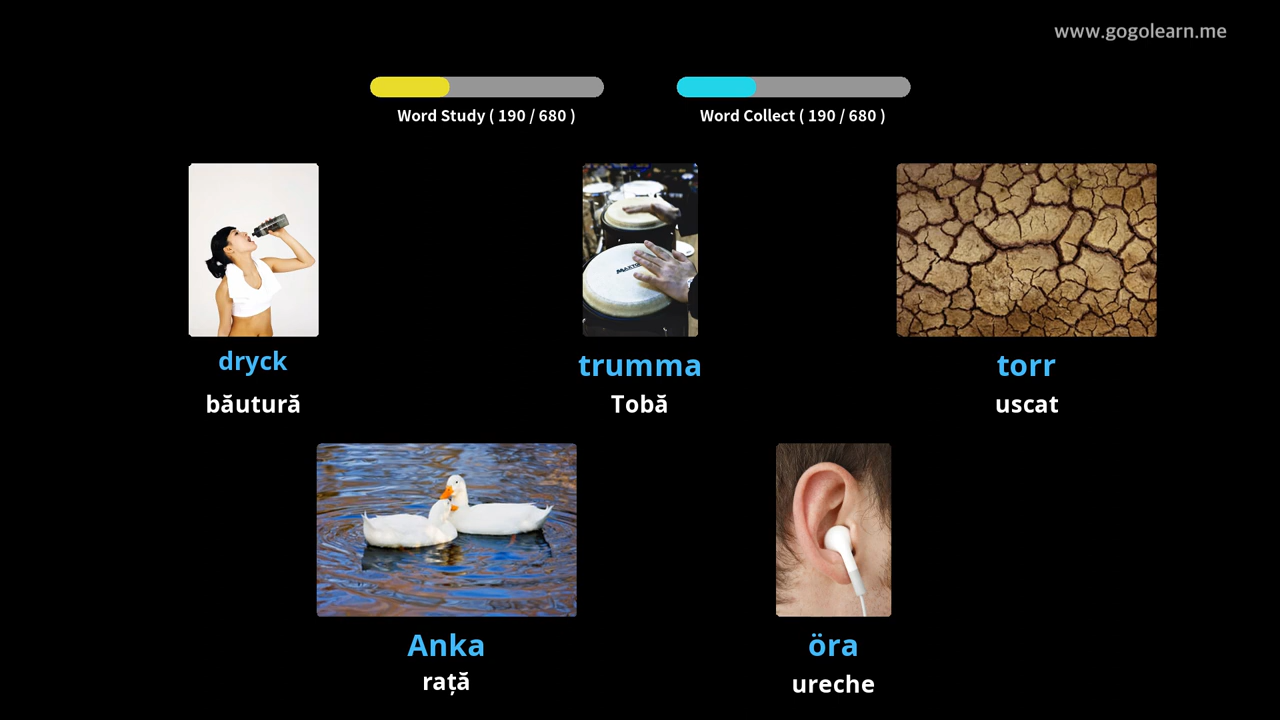 www.gogolearn.me
Word Study ( 190 / 680 )
Word Collect ( 190 / 680 )
dryck
băutură
trumma
Tobă
torr
uscat
Anka
rață
öra
ureche